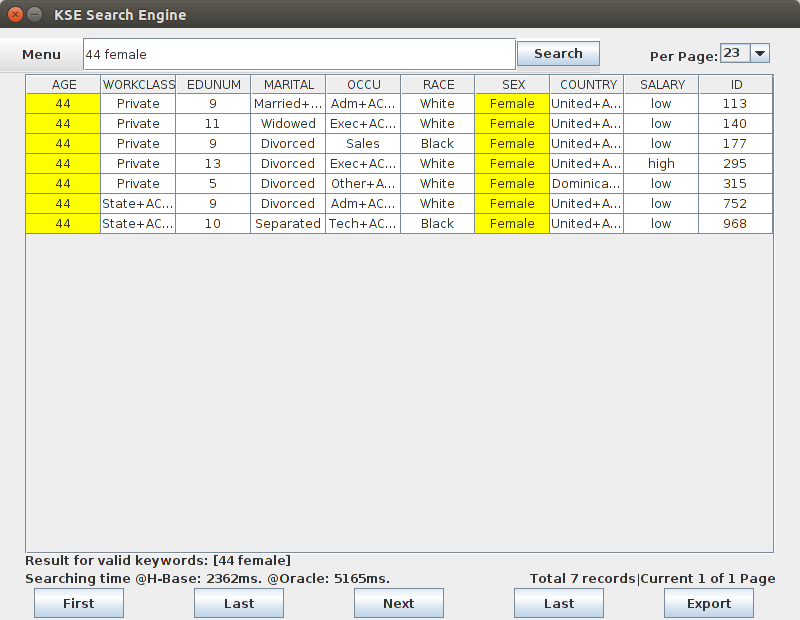 KSE Search Engine
Menu 44 female Search Per Page: 23
AGE WORKCLASS EDUNUM MARITAL OCCU RACE SEX COUNTRY SALARY ID
44 Private 9 Married+... Adm+AC... White Female United+A... low 113
44 Private 11 Widowed Exec+AC... White Female United+A... low 140
44 Private 9 Divorced Sales Black Female United+A... low 177
44 Private 13 Divorced Exec+AC... White Female United+A... high 295
44 Private 5 Divorced Other+A... White Female Dominica... low 315
44 State+AC... 9 Divorced Adm+AC... White Female United+A... low 752
44 State+AC... 10 Separated Tech+AC... Black Female United+A... low 968
Result for valid keywords: [44 female]
Searching time @H-Base: 2362ms. @Oracle: 5165ms. Total 7 records|Current 1 of 1 Page
First Last Next Last Export